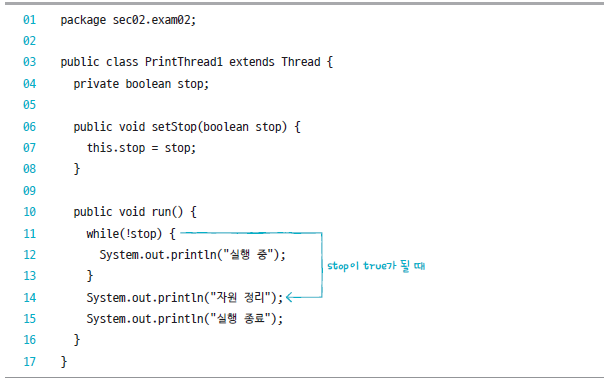 01 package sec02.exam02;
02
03 public class PrintThread1 extends Thread {
04 private boolean stop;
05
06 public void setStop(boolean stop) {
07 this.stop = stop;
08 }
09
10 public void run() {
11 while(!stop) {
12 System.out.println("실행 중");
stop이 true가 될 때
13 }
14 System.out.println("자원 정리");
15 System.out.println("실행 종료");
16 }
17 }